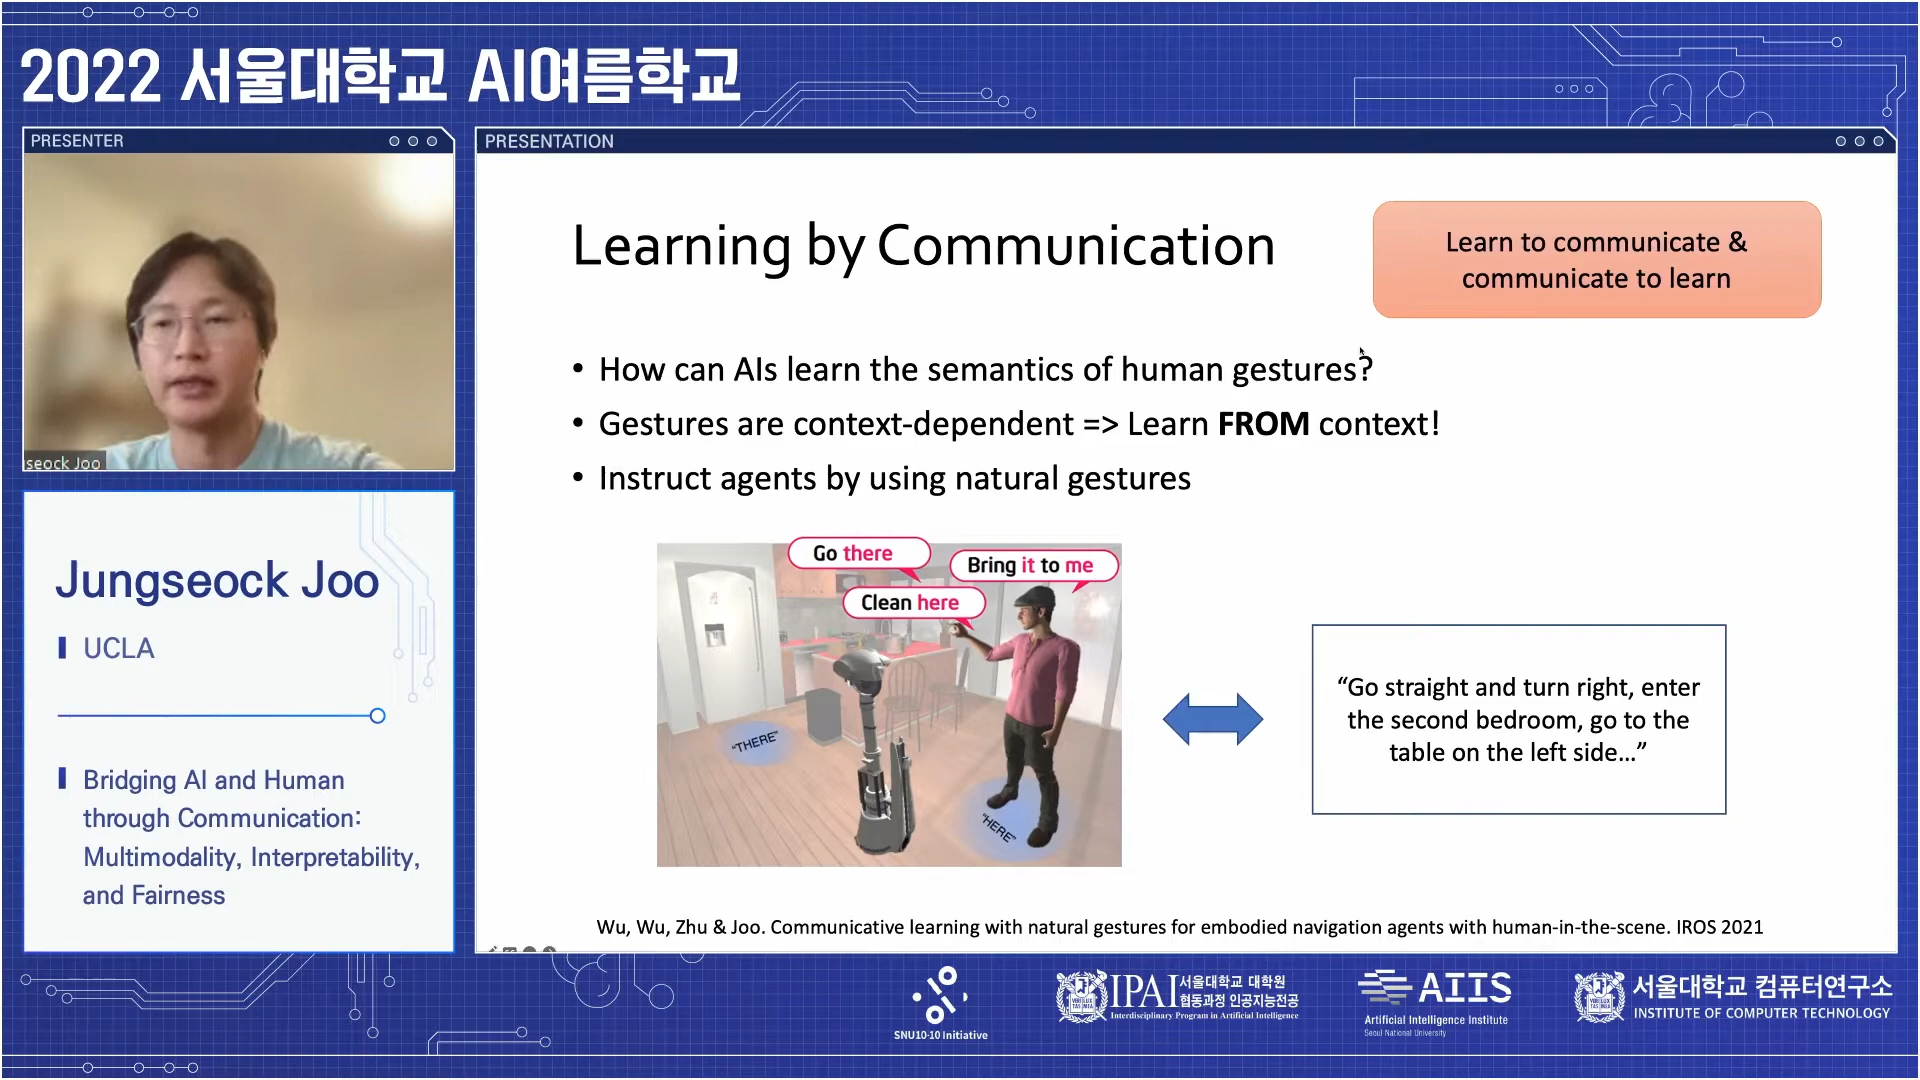 2022 서울대학교 AI여름학교
PRESENTER
PRESENTATION
seock Joo
Jungseock Joo
UCLA
Bridging AI and Human
through Communication:
Multimodality, Interpretability,
and Fairness
Learning by Communication
Learn to communicate &
communicate to learn
• How can AIs learn the semantics of human gestures?
• Gestures are context-dependent => Learn FROM context!
• Instruct agents by using natural gestures
Go there
Bring it to me
Clean here
"THERE"
"HERE"
“Go straight and turn right, enter
the second bedroom, go to the
table on the left side…”
Wu, Wu, Zhu & Joo. Communicative learning with natural gestures for embodied navigation agents with human-in-the-scene. IROS 2021
SNU10·10 Initiative
IPAI 서울대학교 대학원
협동과정 인공지능전공
Interdisciplinary Program in Artificial Intelligence
AIIS
Artificial Intelligence Institute
Seoul National University
서울대학교 컴퓨터연구소
INSTITUTE OF COMPUTER TECHNOLOGY